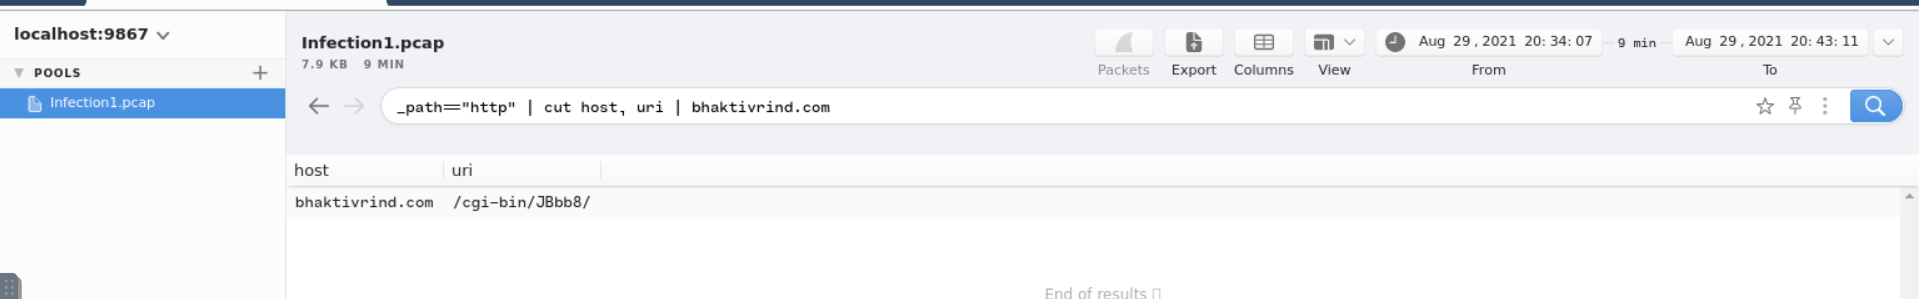 localhost:9867
POOLS
Infection1.pcap
Infection1.pcap
7.9 KB 9 MIN
Packets
Export
Columns
View
Aug 29, 2021 20:34:07
From
9 min
Aug 29, 2021 20:43:11
To
_path=="http" | cut host, uri | bhaktivrind.com
host uri
bhaktivrind.com /cgi-bin/JBbb8/
End of results